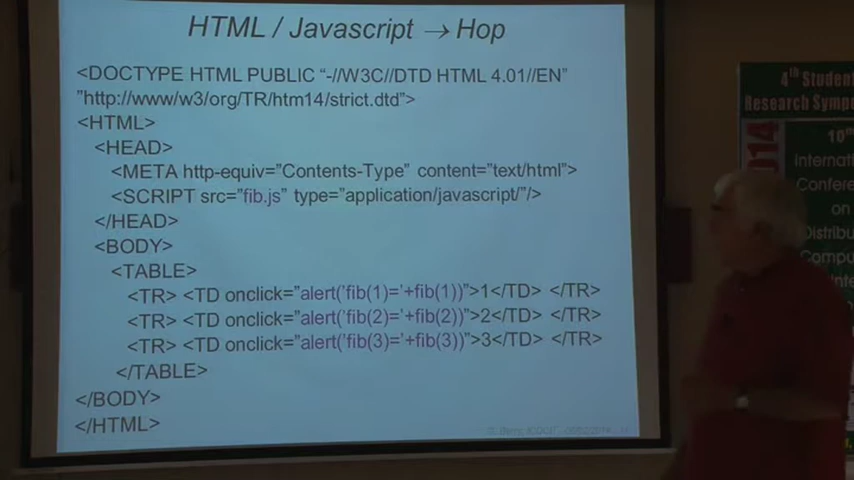 HTML / Javascript → Hop
<DOCTYPE HTML PUBLIC “-//W3C//DTD HTML 4.01//EN”
”http://www/w3/org/TR/htm14/strict.dtd”>
<HTML>
<HEAD>
<META http-equiv=”Contents-Type” content=”text/html”>
<SCRIPT src=”fib.js” type=”application/javascript/”/>
</HEAD>
<BODY>
<TABLE>
<TR> <TD onclick=”alert(’fib(1)=’+fib(1))”>1</TD> </TR>
<TR> <TD onclick=”alert(’fib(2)=’+fib(2))”>2</TD> </TR>
<TR> <TD onclick=”alert(’fib(3)=’+fib(3))”>3</TD> </TR>
</TABLE>
</BODY>
</HTML>
4th Student
Research Symp
2014
10th
Internati
Confere
on
Distribu
Compu